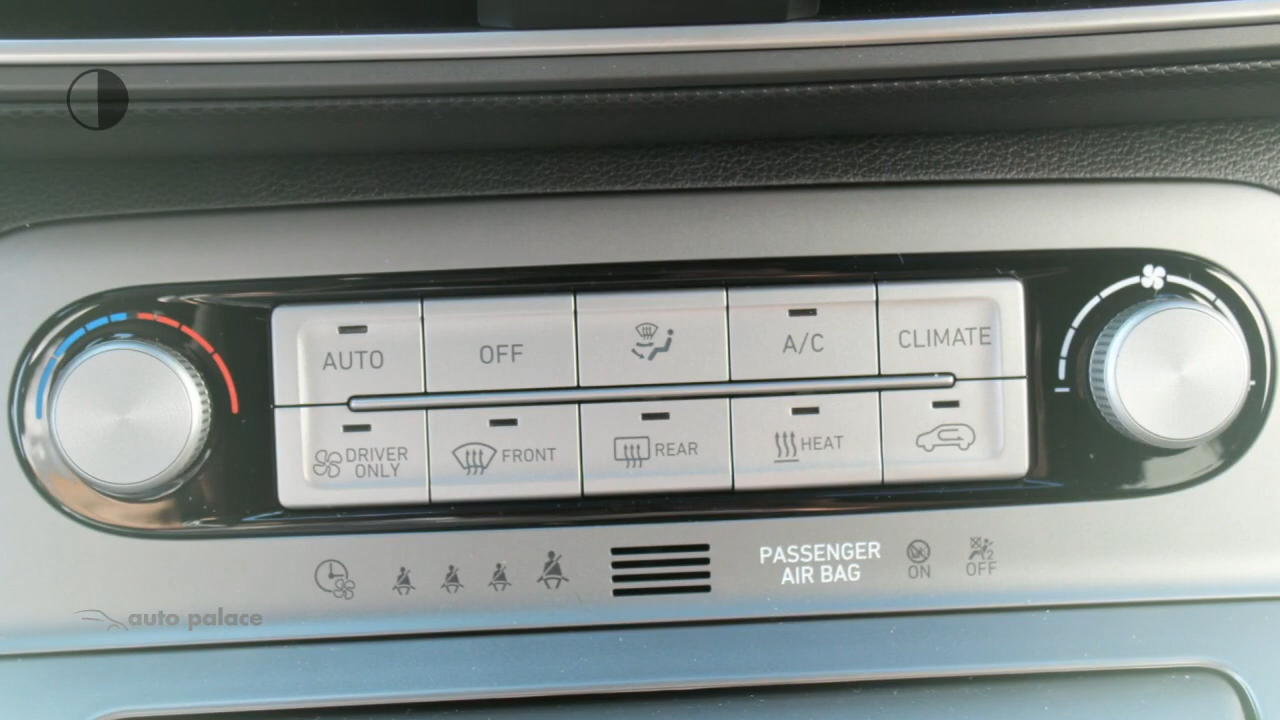 AUTO
OFF
A/C
CLIMATE
DRIVER
ONLY
FRONT
REAR
HEAT
PASSENGER
AIR BAG
ON
OFF
auto palace